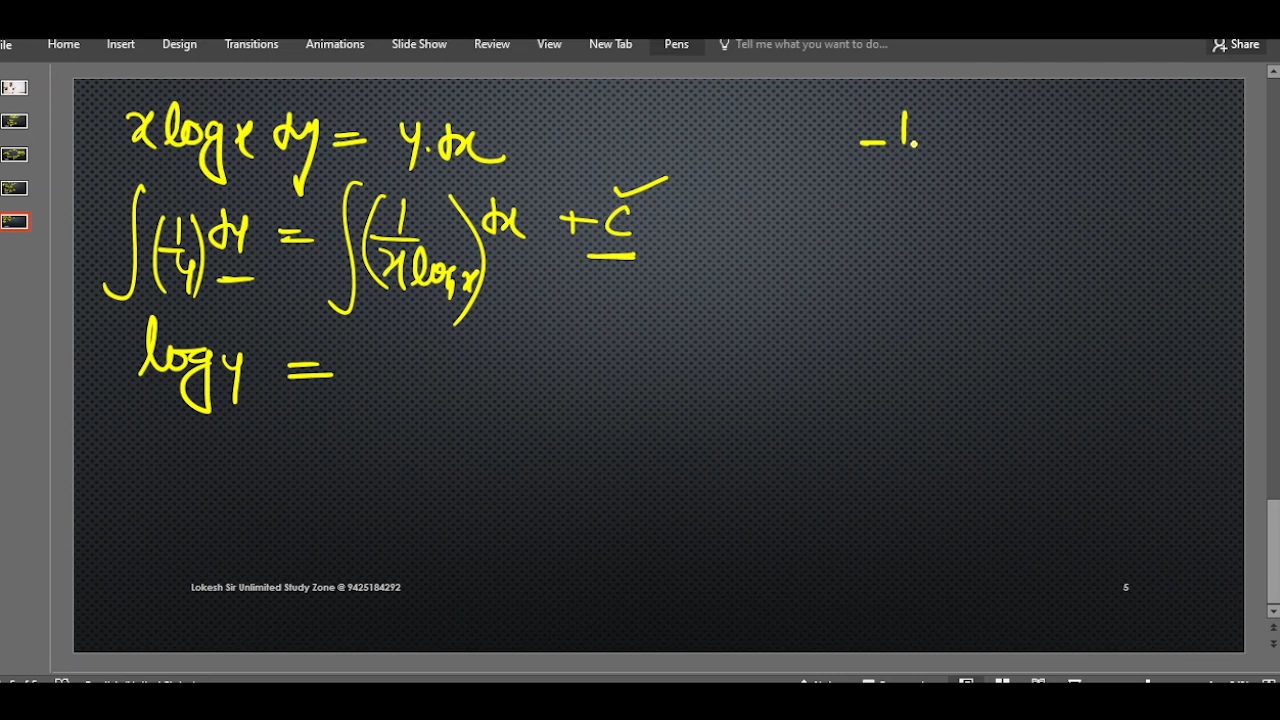 ile Home Insert Design Transitions Animations Slide Show Review View New Tab Pens Tell me what you want to do... Share
x log x dy = y. dx
_ 1.
∫ (1/y) dy = ∫ (1/(x log x)) dx + c
log y =
Lokesh Sir Unlimited Study Zone @ 9425184292
5